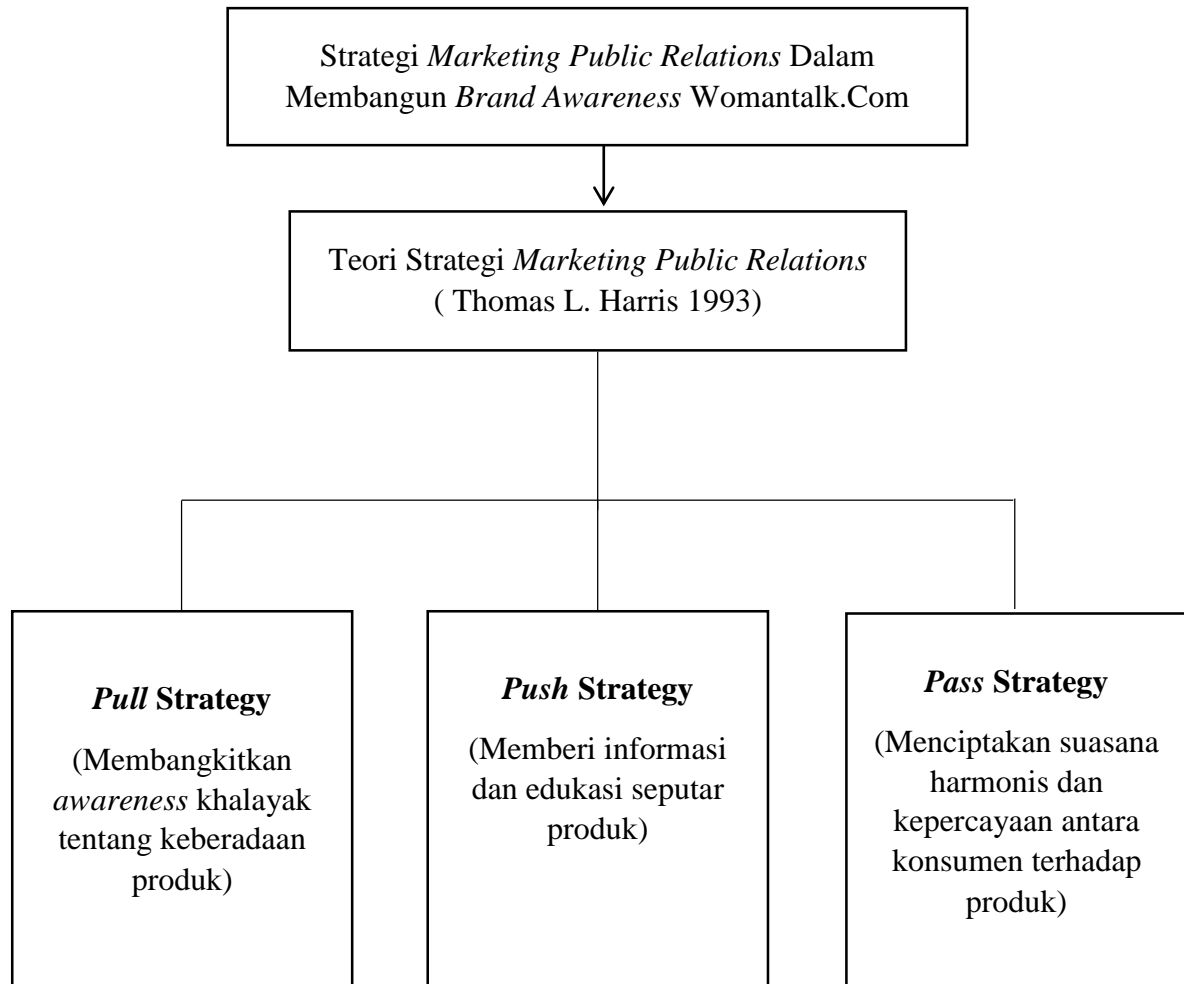 Strategi Marketing Public Relations Dalam
Membangun Brand Awareness Womantalk.Com
Teori Strategi Marketing Public Relations
( Thomas L. Harris 1993)
Pull Strategy
(Membangkitkan
awareness khalayak
tentang keberadaan
produk)
Push Strategy
(Memberi informasi
dan edukasi seputar
produk)
Pass Strategy
(Menciptakan suasana
harmonis dan
kepercayaan antara
konsumen terhadap
produk)